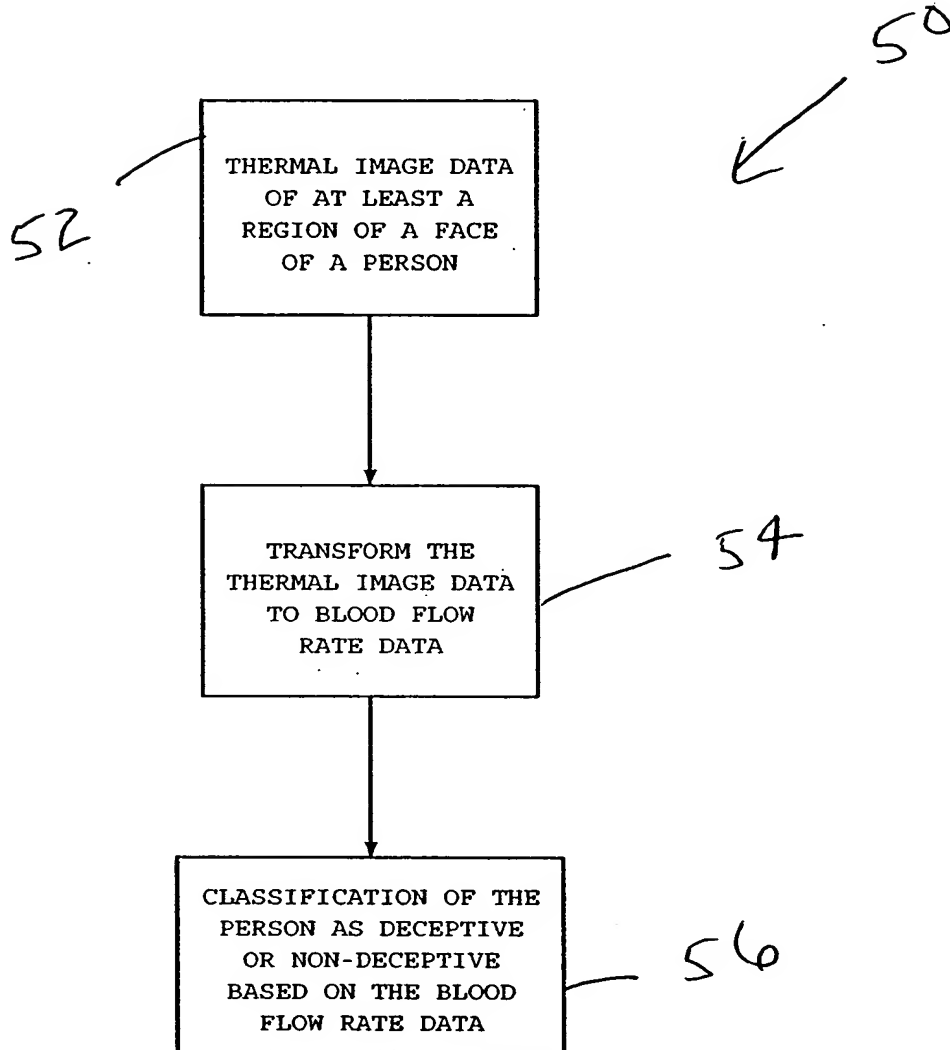 50
THERMAL IMAGE DATA
OF AT LEAST A
REGION OF A FACE
OF A PERSON
52
TRANSFORM THE
THERMAL IMAGE DATA
TO BLOOD FLOW
RATE DATA
54
CLASSIFICATION OF THE
PERSON AS DECEPTIVE
OR NON-DECEPTIVE
BASED ON THE BLOOD
FLOW RATE DATA
56